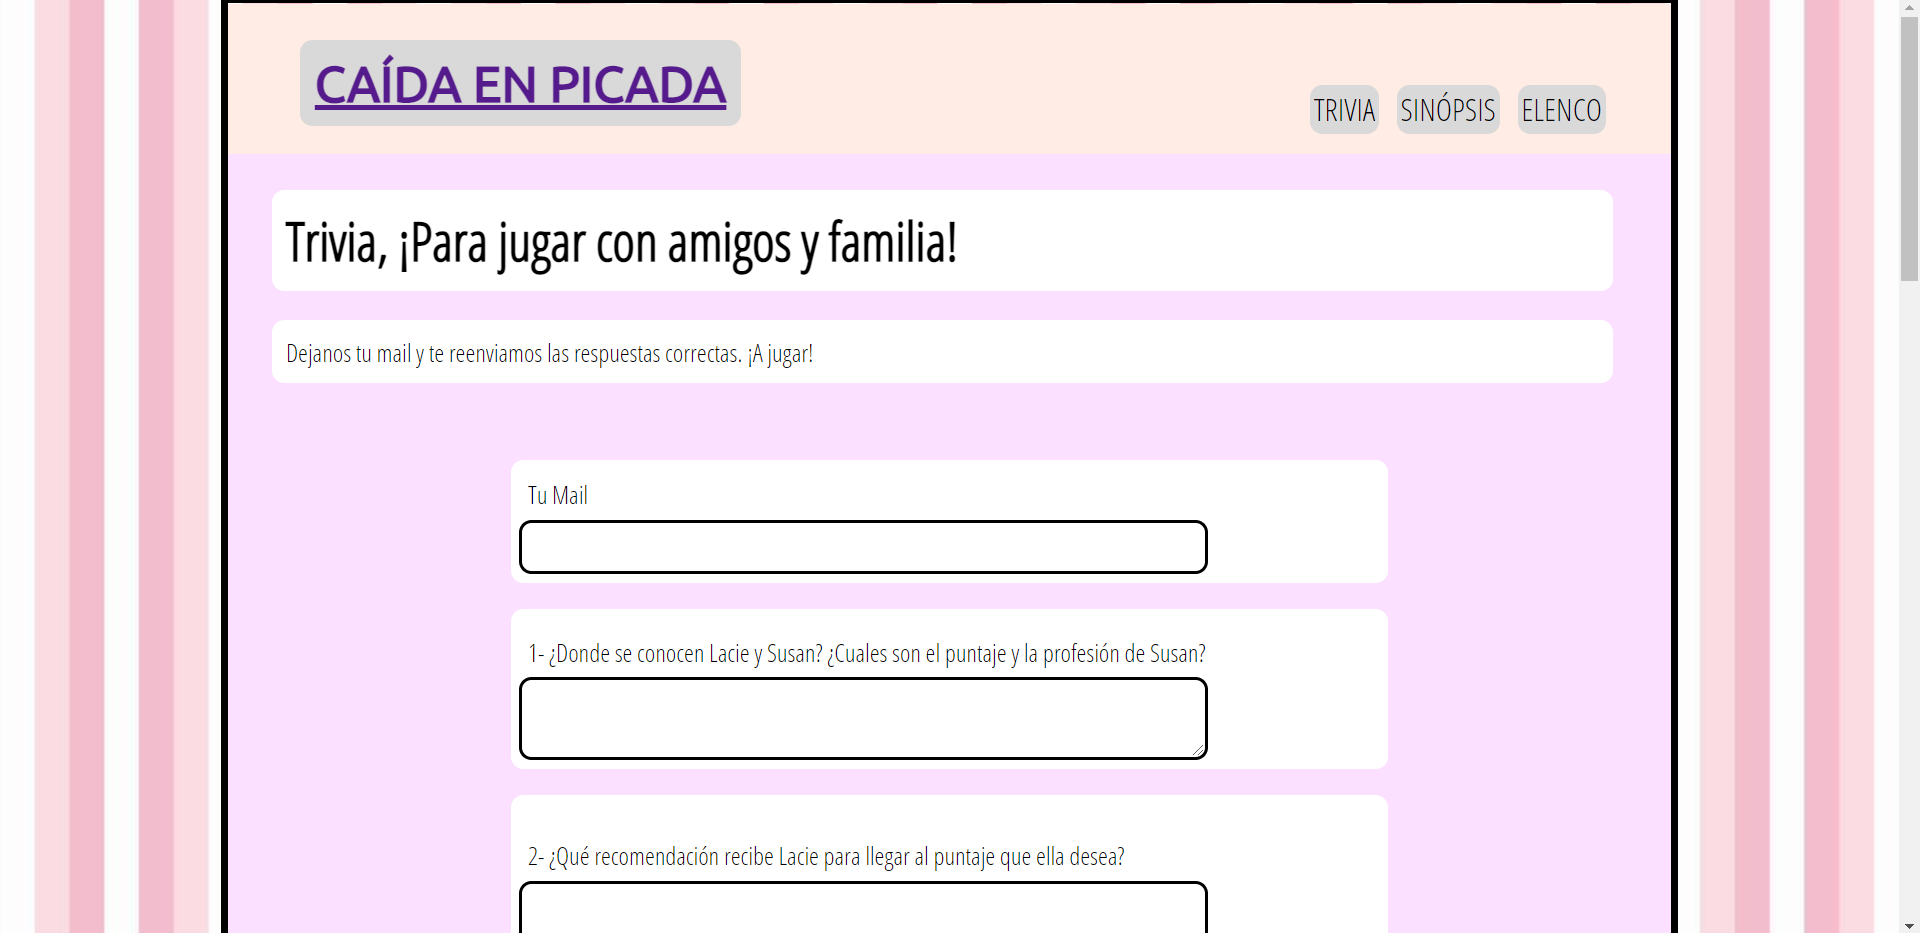 CAÍDA EN PICADA
TRIVIA SINÓPSIS ELENCO
Trivia, ¡Para jugar con amigos y familia!
Dejanos tu mail y te reenviamos las respuestas correctas. ¡A jugar!
Tu Mail
1- ¿Donde se conocen Lacie y Susan? ¿Cuales son el puntaje y la profesión de Susan?
2- ¿Qué recomendación recibe Lacie para llegar al puntaje que ella desea?